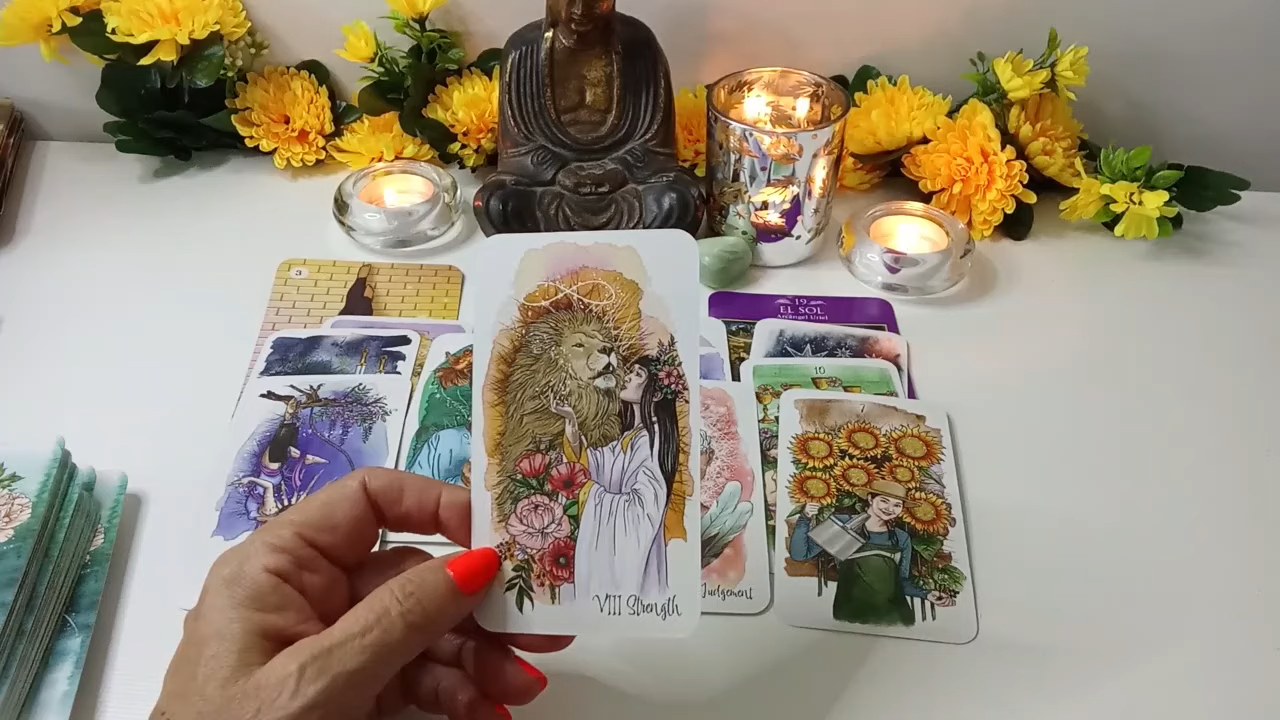 3
19
EL SOL
Arcángel Uriel
10
7
VIII Strength
Judgement